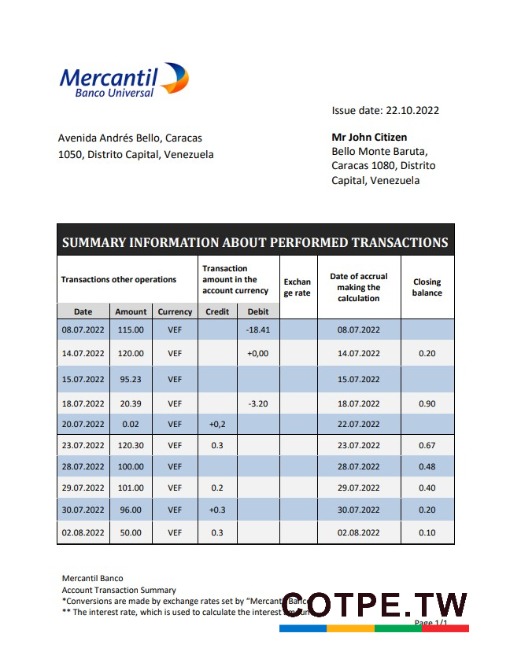 Mercantil
Banco Universal
Issue date: 22.10.2022
Avenida Andrés Bello, Caracas
1050, Distrito Capital, Venezuela
Mr John Citizen
Bello Monte Baruta,
Caracas 1080, Distrito
Capital, Venezuela
SUMMARY INFORMATION ABOUT PERFORMED TRANSACTIONS
Transactions other operations
Transaction
amount in the
account currency
Exchan
ge rate
Date of accrual
making the
calculation
Closing
balance
Date Amount Currency Credit Debit
08.07.2022 115.00 VEF -18.41 08.07.2022
14.07.2022 120.00 VEF +0,00 14.07.2022 0.20
15.07.2022 95.23 VEF 15.07.2022
18.07.2022 20.39 VEF -3.20 18.07.2022 0.90
20.07.2022 0.02 VEF +0,2 22.07.2022
23.07.2022 120.30 VEF 0.3 23.07.2022 0.67
28.07.2022 100.00 VEF 28.07.2022 0.48
29.07.2022 101.00 VEF 0.2 29.07.2022 0.40
30.07.2022 96.00 VEF +0.3 30.07.2022 0.20
02.08.2022 50.00 VEF 0.3 02.08.2022 0.10
Mercantil Banco
Account Transaction Summary
*Conversions are made by exchange rates set by "Mercantil Banco
** The interest rate, which is used to calculate the interest
COTPE.TW
Page 1/1